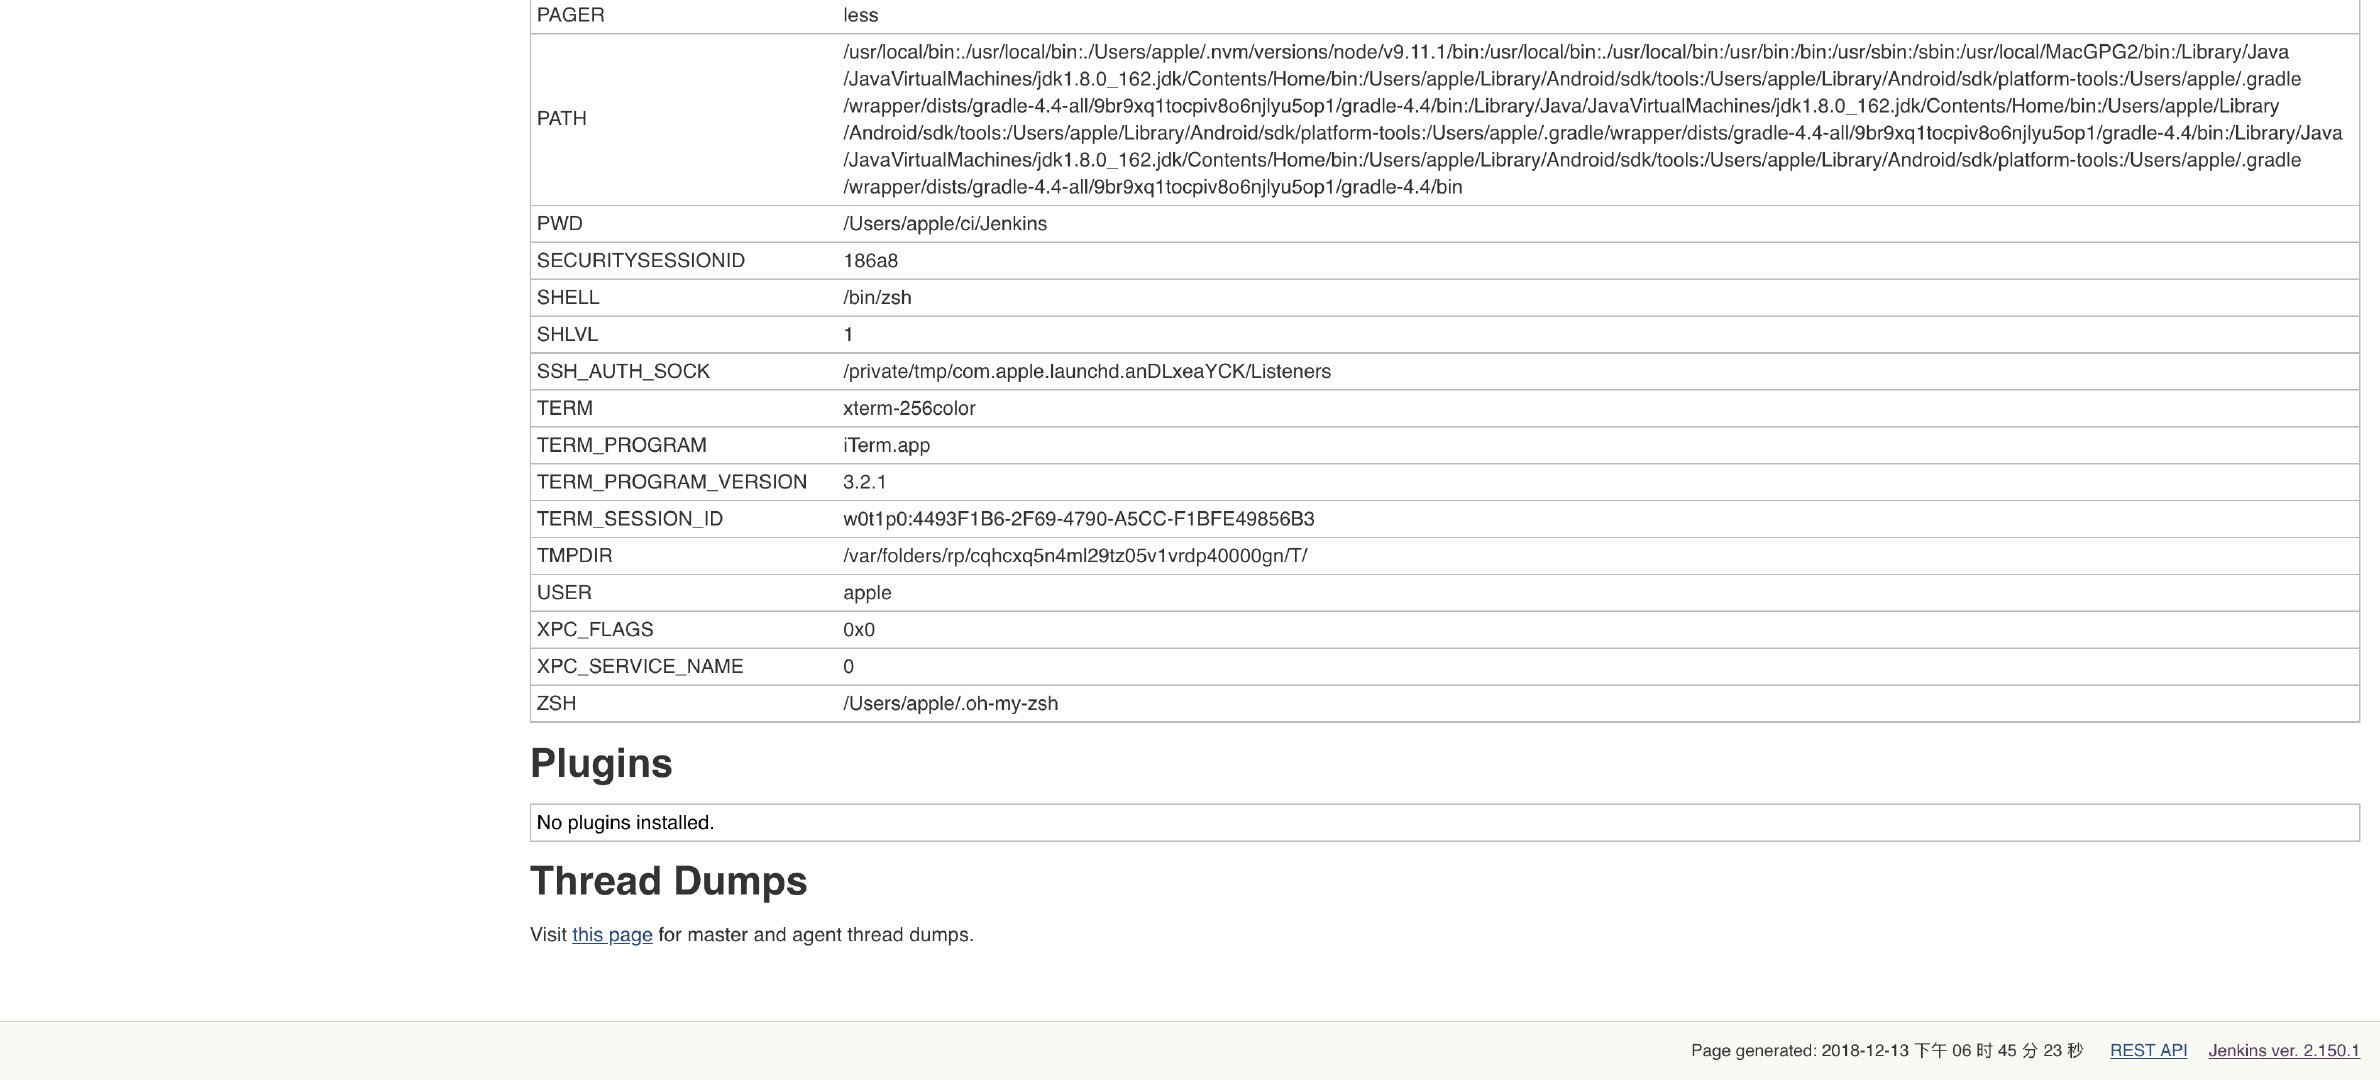 PAGER less
/usr/local/bin:./usr/local/bin:./Users/apple/.nvm/versions/node/v9.11.1/bin:/usr/local/bin:./usr/local/bin:/usr/bin:/bin:/usr/sbin:/sbin:/usr/local/MacGPG2/bin:/Library/Java
/JavaVirtualMachines/jdk1.8.0_162.jdk/Contents/Home/bin:/Users/apple/Library/Android/sdk/tools:/Users/apple/Library/Android/sdk/platform-tools:/Users/apple/.gradle
/wrapper/dists/gradle-4.4-all/9br9xq1tocpiv8o6njlyu5op1/gradle-4.4/bin:/Library/Java/JavaVirtualMachines/jdk1.8.0_162.jdk/Contents/Home/bin:/Users/apple/Library
PATH
/Android/sdk/tools:/Users/apple/Library/Android/sdk/platform-tools:/Users/apple/.gradle/wrapper/dists/gradle-4.4-all/9br9xq1tocpiv8o6njlyu5op1/gradle-4.4/bin:/Library/Java
/JavaVirtualMachines/jdk1.8.0_162.jdk/Contents/Home/bin:/Users/apple/Library/Android/sdk/tools:/Users/apple/Library/Android/sdk/platform-tools:/Users/apple/.gradle
/wrapper/dists/gradle-4.4-all/9br9xq1tocpiv8o6njlyu5op1/gradle-4.4/bin
PWD /Users/apple/ci/Jenkins
SECURITYSESSIONID 186a8
SHELL /bin/zsh
SHLVL 1
SSH_AUTH_SOCK /private/tmp/com.apple.launchd.anDLxeaYCK/Listeners
TERM xterm-256color
TERM_PROGRAM iTerm.app
TERM_PROGRAM_VERSION 3.2.1
TERM_SESSION_ID w0t1p0:4493F1B6-2F69-4790-A5CC-F1BFE49856B3
TMPDIR /var/folders/rp/cqhcxq5n4ml29tz05v1vrdp40000gn/T/
USER apple
XPC_FLAGS 0x0
XPC_SERVICE_NAME 0
ZSH /Users/apple/.oh-my-zsh
Plugins
No plugins installed.
Thread Dumps
Visit this page for master and agent thread dumps.
Page generated: 2018-12-13 下午 06 时 45 分 23 秒 REST API Jenkins ver. 2.150.1